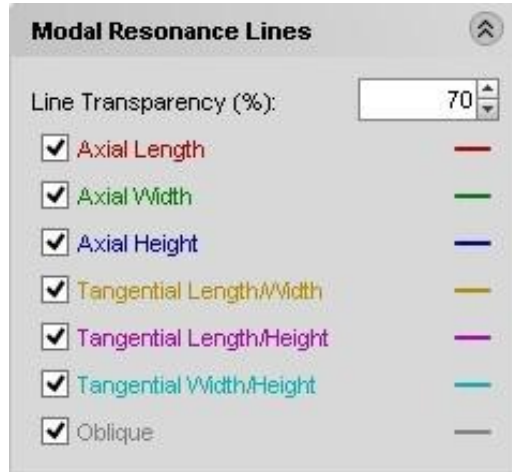 Modal Resonance Lines
Line Transparency (%): 70
Axial Length
Axial Width
Axial Height
Tangential Length/Width
Tangential Length/Height
Tangential Width/Height
Oblique